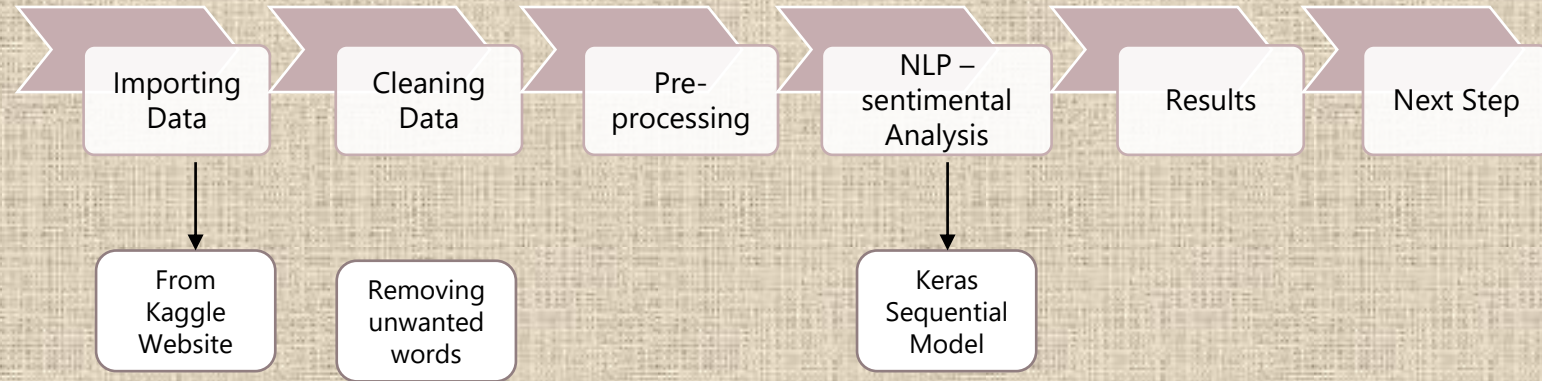 Importing
Data
Cleaning
Data
Pre-
processing
NLP –
sentimental
Analysis
Results
Next Step
From
Kaggle
Website
Removing
unwanted
words
Keras
Sequential
Model